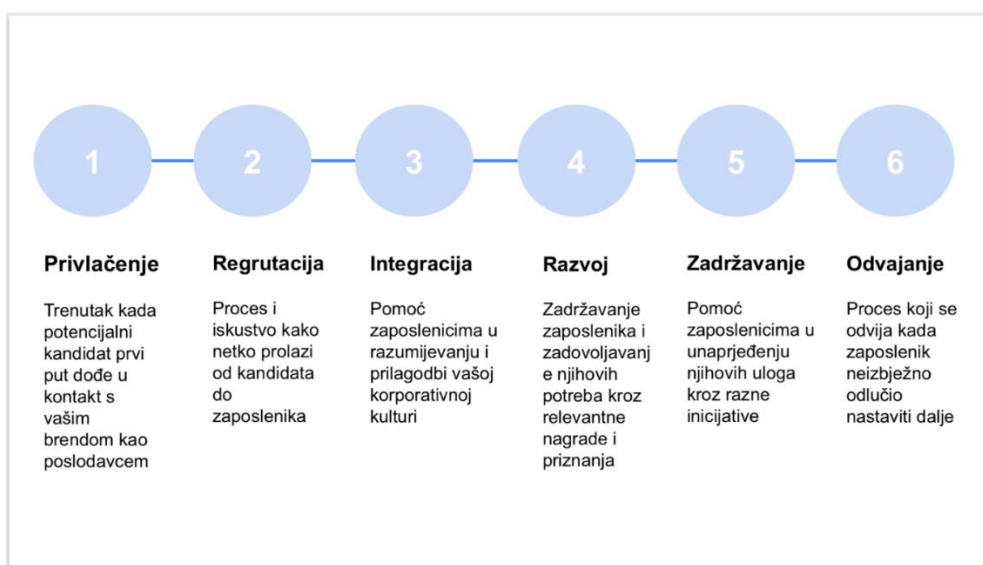 1
2
3
4
5
6
Privlačenje
Trenutak kada
potencijalni
kandidat prvi
put dođe u
kontakt s
vašim
brendom kao
poslodavcem
Regrutacija
Proces i
iskustvo kako
netko prolazi
od kandidata
do
zaposlenika
Integracija
Pomoć
zaposlenicima u
razumijevanju i
prilagodbi vašoj
korporativnoj
kulturi
Razvoj
Zadržavanje
zaposlenika i
zadovoljavanj
e njihovih
potreba kroz
relevantne
nagrade i
priznanja
Zadržavanje
Pomoć
zaposlenicima u
unaprjeđenju
njihovih uloga
kroz razne
inicijative
Odvajanje
Proces koji se
odvija kada
zaposlenik
neizbježno
odlučio
nastaviti dalje